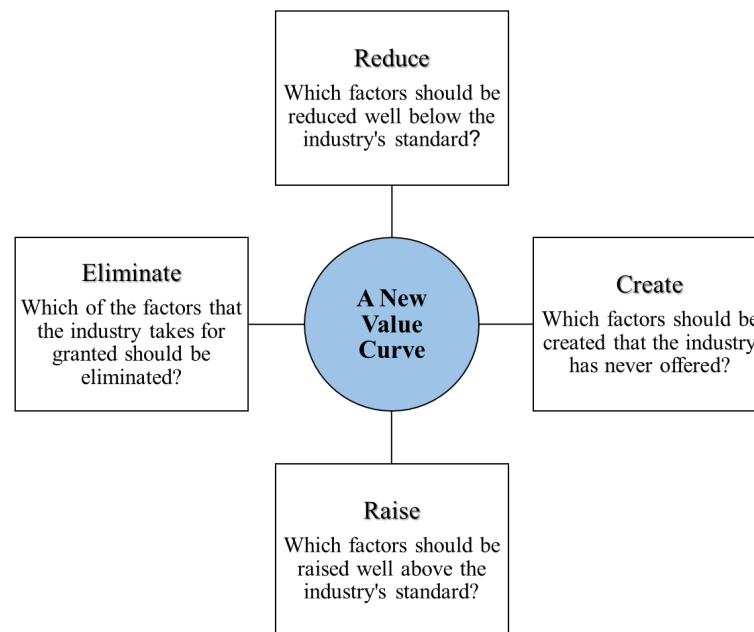 Reduce
Which factors should be
reduced well below the
industry's standard?
Eliminate
Which of the factors that
the industry takes for
granted should be
eliminated?
A New
Value
Curve
Create
Which factors should be
created that the industry
has never offered?
Raise
Which factors should be
raised well above the
industry's standard?